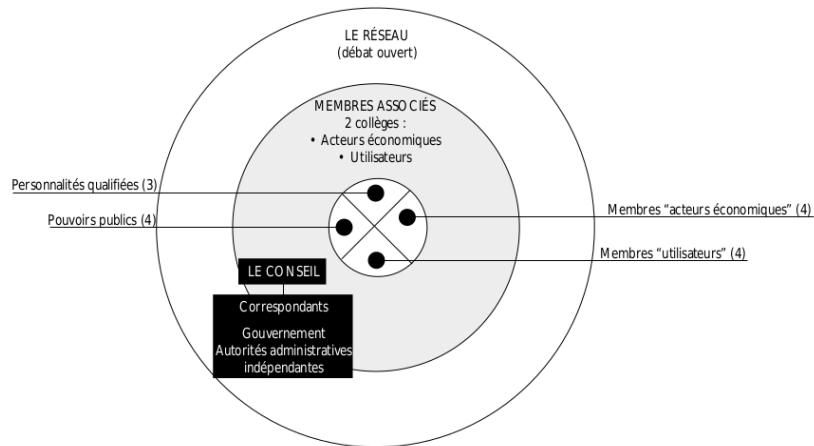 LE RÉSEAU
(débat ouvert)
MEMBRES ASSOCIÉS
2 collèges :
• Acteurs économiques
• Utilisateurs
Personnalités qualifiées (3)
Pouvoirs publics (4)
Membres “acteurs économiques” (4)
Membres “utilisateurs” (4)
LE CONSEIL
Correspondants
Gouvernement
Autorités administratives
indépendantes